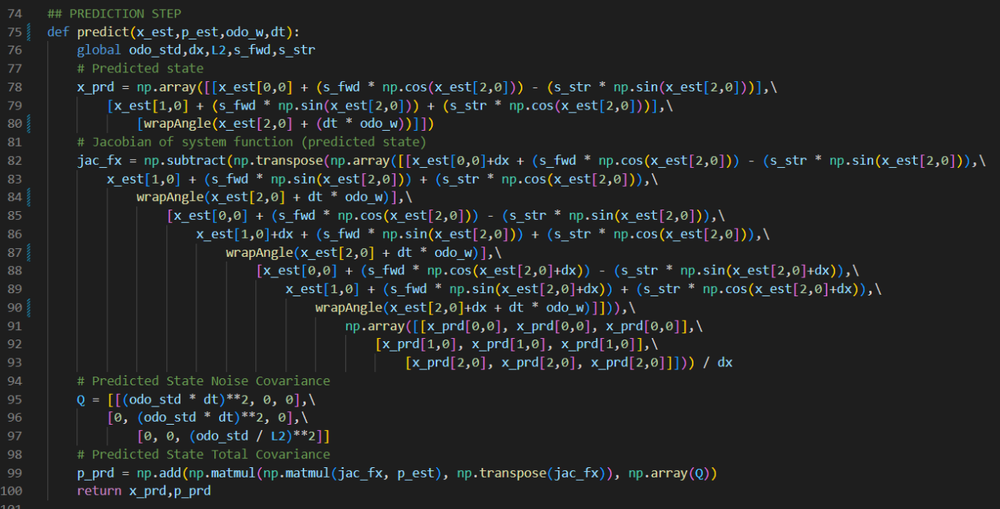 74 ## PREDICTION STEP
75 def predict(x_est,p_est,odo_w,dt):
76 global odo_std,dx,L2,s_fwd,s_str
77 # Predicted state
78 x_prd = np.array([[x_est[0,0] + (s_fwd * np.cos(x_est[2,0])) - (s_str * np.sin(x_est[2,0]))],\
79 [x_est[1,0] + (s_fwd * np.sin(x_est[2,0])) + (s_str * np.cos(x_est[2,0]))],\
80 [wrapAngle(x_est[2,0] + (dt * odo_w))]])
81 # Jacobian of system function (predicted state)
82 jac_fx = np.subtract(np.transpose(np.array([[x_est[0,0]+dx + (s_fwd * np.cos(x_est[2,0])) - (s_str * np.sin(x_est[2,0])),\
83 x_est[1,0] + (s_fwd * np.sin(x_est[2,0])) + (s_str * np.cos(x_est[2,0])),\
84 wrapAngle(x_est[2,0] + dt * odo_w)],\
85 [x_est[0,0] + (s_fwd * np.cos(x_est[2,0])) - (s_str * np.sin(x_est[2,0])),\
86 x_est[1,0]+dx + (s_fwd * np.sin(x_est[2,0])) + (s_str * np.cos(x_est[2,0])),\
87 wrapAngle(x_est[2,0] + dt * odo_w)],\
88 [x_est[0,0] + (s_fwd * np.cos(x_est[2,0]+dx)) - (s_str * np.sin(x_est[2,0]+dx)),\
89 x_est[1,0] + (s_fwd * np.sin(x_est[2,0]+dx)) + (s_str * np.cos(x_est[2,0]+dx)),\
90 wrapAngle(x_est[2,0]+dx + dt * odo_w)]])),\
91 np.array([[x_prd[0,0], x_prd[0,0], x_prd[0,0]],\
92 [x_prd[1,0], x_prd[1,0], x_prd[1,0]],\
93 [x_prd[2,0], x_prd[2,0], x_prd[2,0]]])) / dx
94 # Predicted State Noise Covariance
95 Q = [[(odo_std * dt)**2, 0, 0],\
96 [0, (odo_std * dt)**2, 0],\
97 [0, 0, (odo_std / L2)**2]]
98 # Predicted State Total Covariance
99 p_prd = np.add(np.matmul(np.matmul(jac_fx, p_est), np.transpose(jac_fx)), np.array(Q))
100 return x_prd,p_prd
101